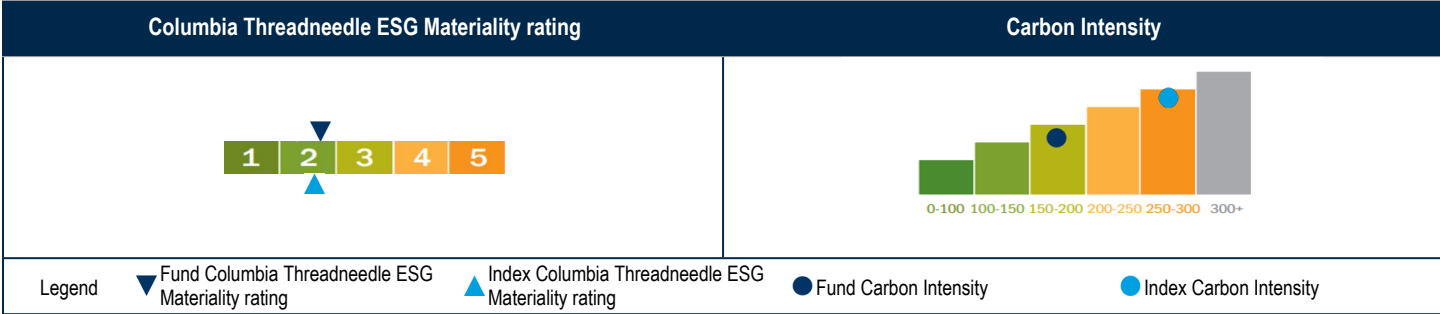 Columbia Threadneedle ESG Materiality rating
Carbon Intensity
1 2 3 4 5
0-100 100-150 150-200 200-250 250-300 300+
Legend
Fund Columbia Threadneedle ESG
Materiality rating
Index Columbia Threadneedle ESG
Materiality rating
Fund Carbon Intensity
Index Carbon Intensity